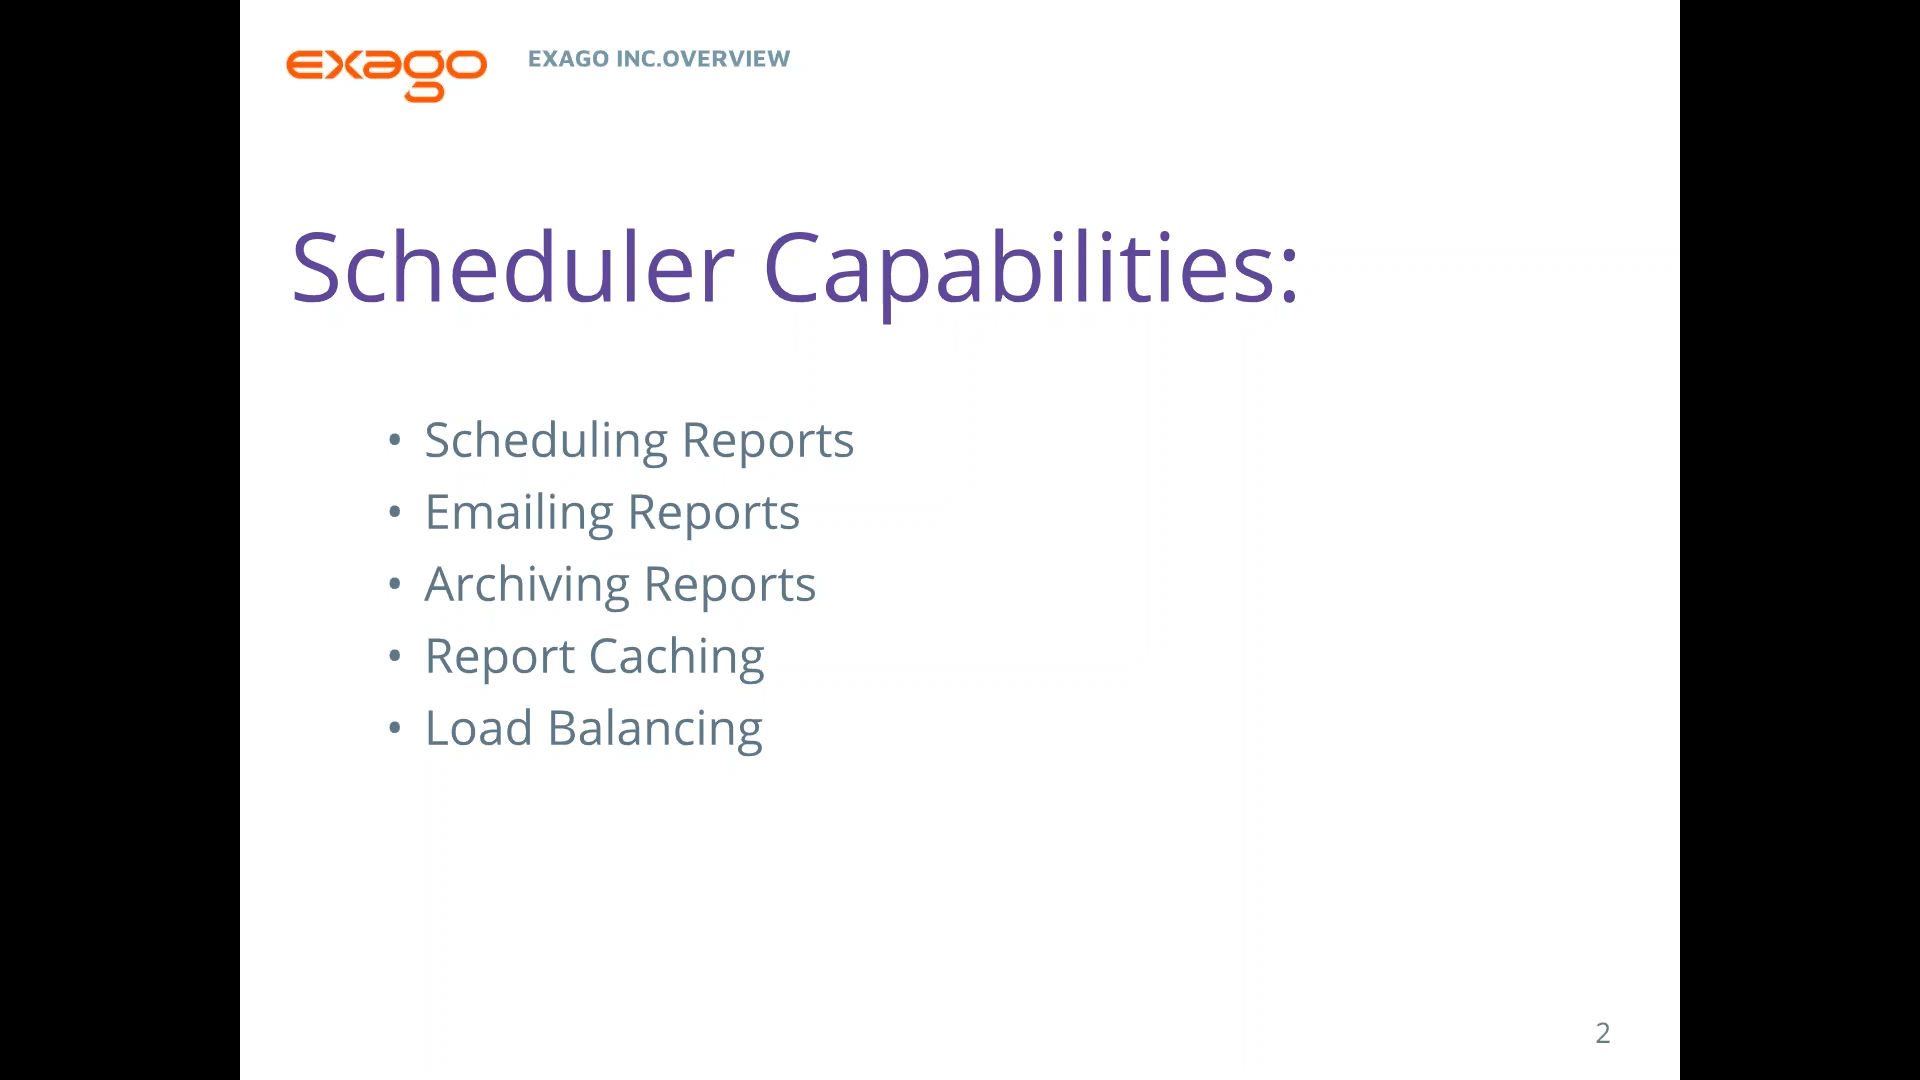 exago
EXAGO INC.OVERVIEW
Scheduler Capabilities:
• Scheduling Reports
• Emailing Reports
• Archiving Reports
• Report Caching
• Load Balancing
2